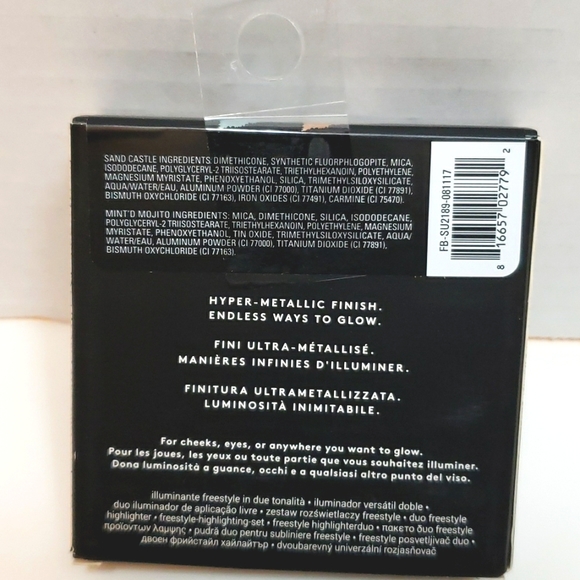 SAND CASTLE INGREDIENTS: DIMETHICONE, SYNTHETIC FLUORPHLOGOPITE, MICA,
ISODODECANE, POLYGLYCERYL-2 TRIISOSTEARATE, TRIETHYLHEXANOIN, POLYETHYLENE,
MAGNESIUM MYRISTATE, PHENOXYETHANOL, SILICA, TRIMETHYLSILOXYSILICATE,
AQUA/WATER/EAU, ALUMINUM POWDER (CI 77000), TITANIUM DIOXIDE (CI 77891),
BISMUTH OXYCHLORIDE (CI 77163), IRON OXIDES (CI 77491), CARMINE (CI 75470).
MINT'D MOJITO INGREDIENTS: MICA, DIMETHICONE, SILICA, ISODODECANE,
POLYGLYCERYL-2 TRIISOSTEARATE, TRIETHYLHEXANOIN, POLYETHYLENE, MAGNESIUM
MYRISTATE, PHENOXYETHANOL, TIN OXIDE, TRIMETHYLSILOXYSILICATE, AQUA/
WATER/EAU, ALUMINUM POWDER (CI 77000), TITANIUM DIOXIDE (CI 77891),
BISMUTH OXYCHLORIDE (CI 77163).
FB-SU2189-081117
8 16657 02779 2
HYPER-METALLIC FINISH.
ENDLESS WAYS TO GLOW.
FINI ULTRA-MÉTALLISÉ.
MANIÈRES INFINIES D'ILLUMINER.
FINITURA ULTRAMETALLIZZATA.
LUMINOSITÀ INIMITABILE.
For cheeks, eyes, or anywhere you want to glow.
Pour les joues, les yeux ou toute partie que vous souhaitez illuminer.
Dona luminosità a guance, occhi e a qualsiasi altro punto del viso.
illuminante freestyle in due tonalità • iluminador versátil doble •
duo iluminador de aplicação livre • zestaw rozświetlaczy freestyle • duo freestyle
highlighter • freestyle-highlighting-set • freestyle highlighterduo • πακέτο δυο freestyle
προϊόντων λάμψης • pudră duo pentru subliniere freestyle • freestyle posvetljivač duo •
двоен фрийстайл хайлайтър • dvoubarevný univerzální rozjasňovač